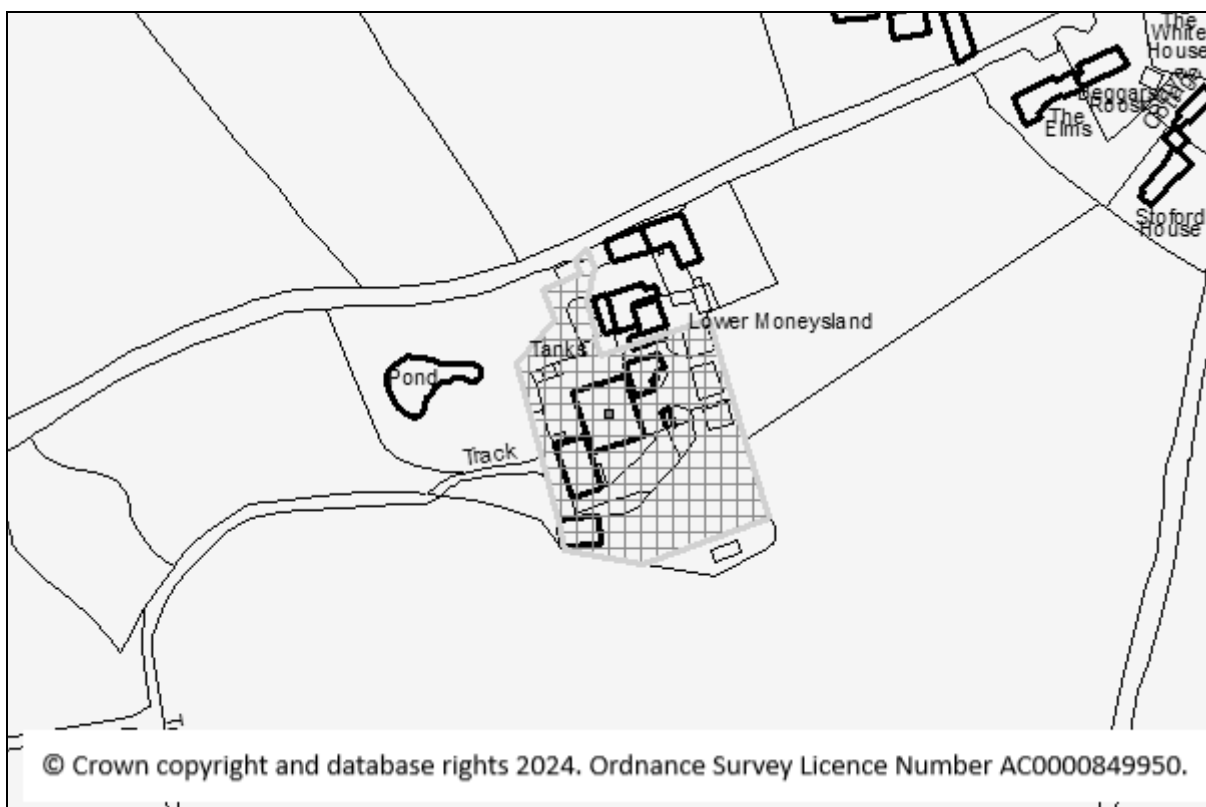 The
White
House
Beggars
Roost
The
Elms
Stoford
House
Lower Moneysland
Tanks
Pond
Track
© Crown copyright and database rights 2024. Ordnance Survey Licence Number AC0000849950.